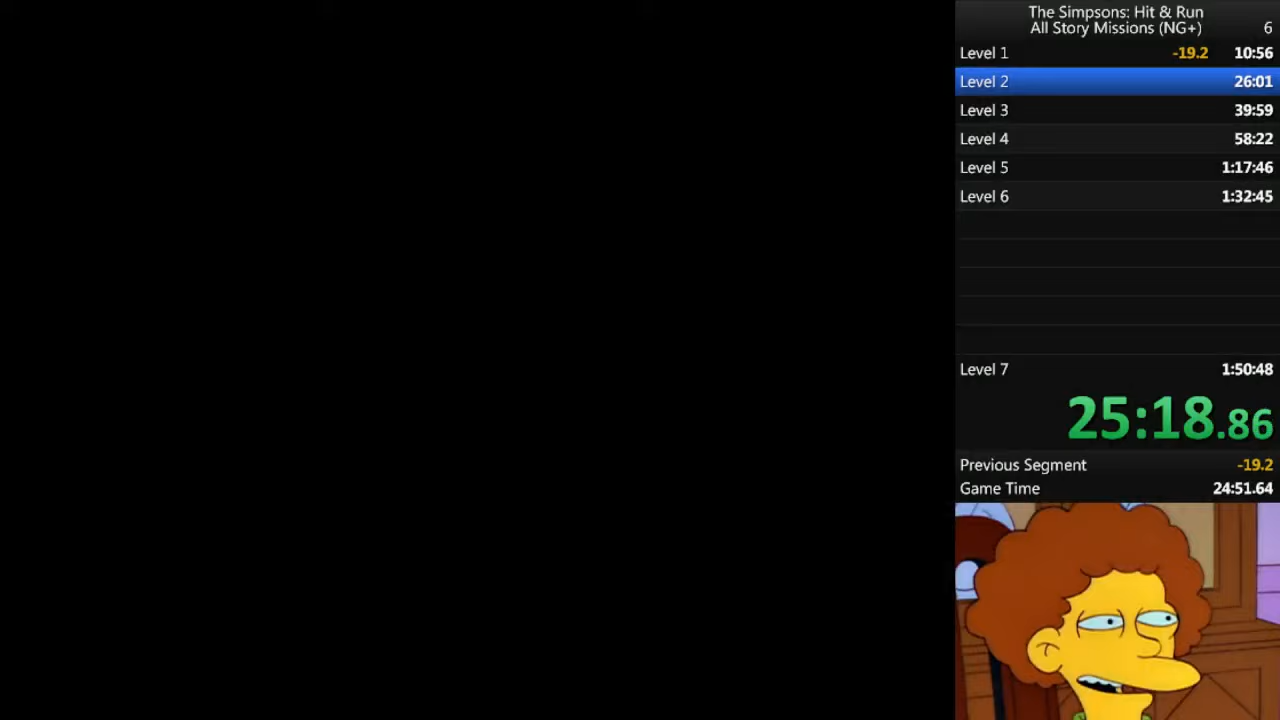 The Simpsons: Hit & Run
All Story Missions (NG+) 6
Level 1 -19.2 10:56
Level 2 26:01
Level 3 39:59
Level 4 58:22
Level 5 1:17:46
Level 6 1:32:45
Level 7 1:50:48
25:18.86
Previous Segment -19.2
Game Time 24:51.64